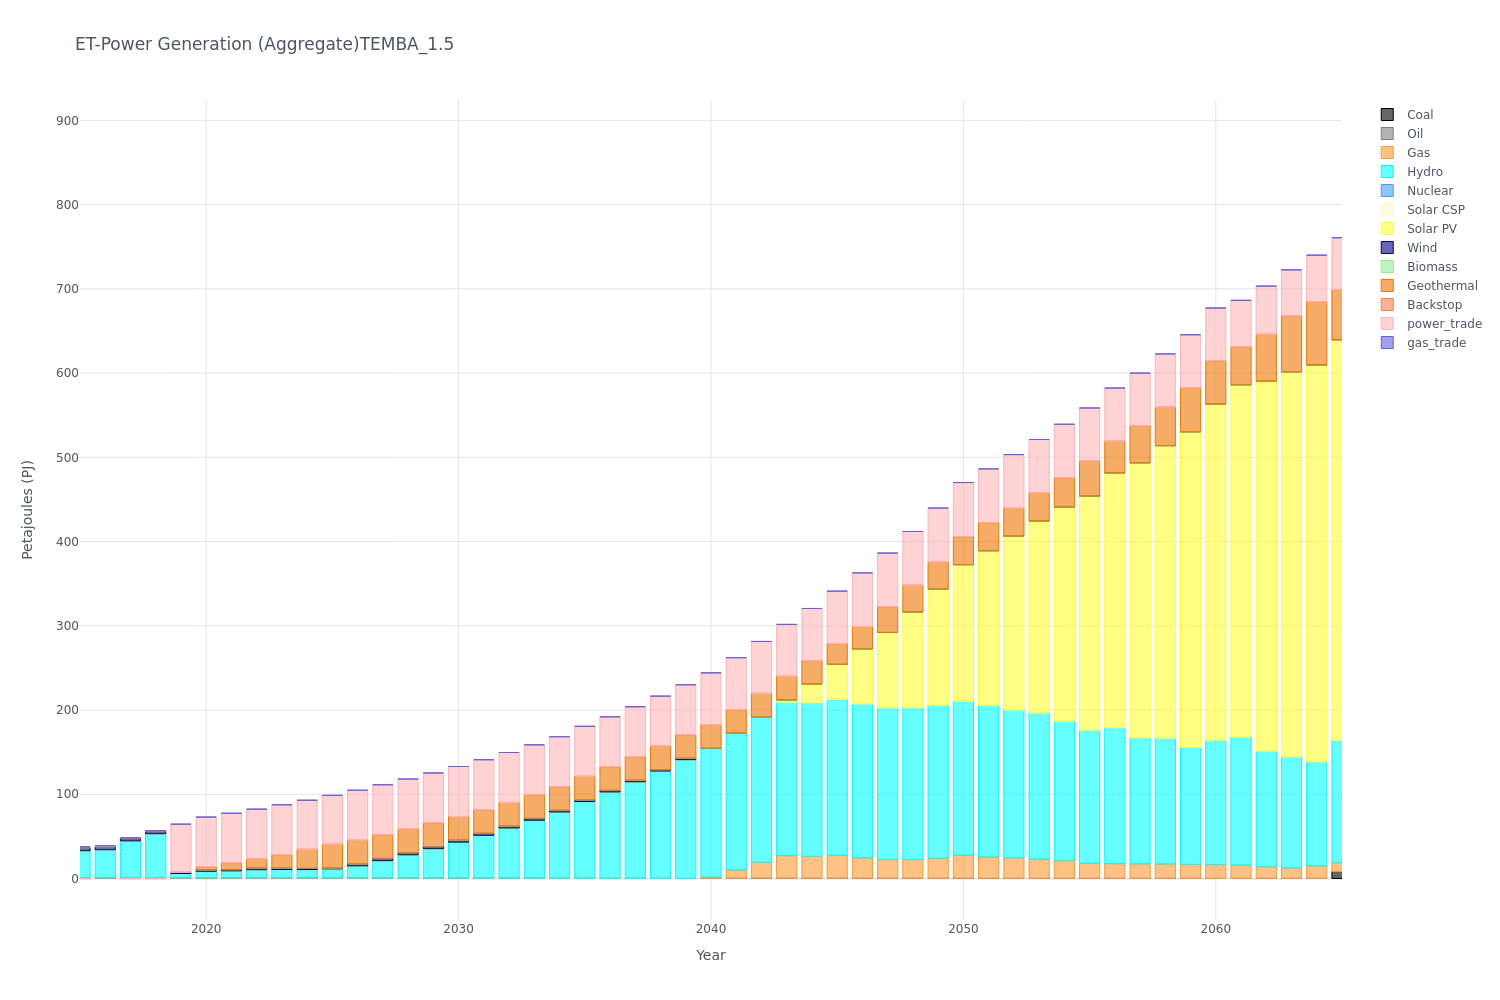 ET-Power Generation (Aggregate)TEMBA_1.5
900
800
700
600
500
400
300
200
100
0
Petajoules (PJ)
2020
2030
2040
2050
2060
Year
Coal
Oil
Gas
Hydro
Nuclear
Solar CSP
Solar PV
Wind
Biomass
Geothermal
Backstop
power_trade
gas_trade